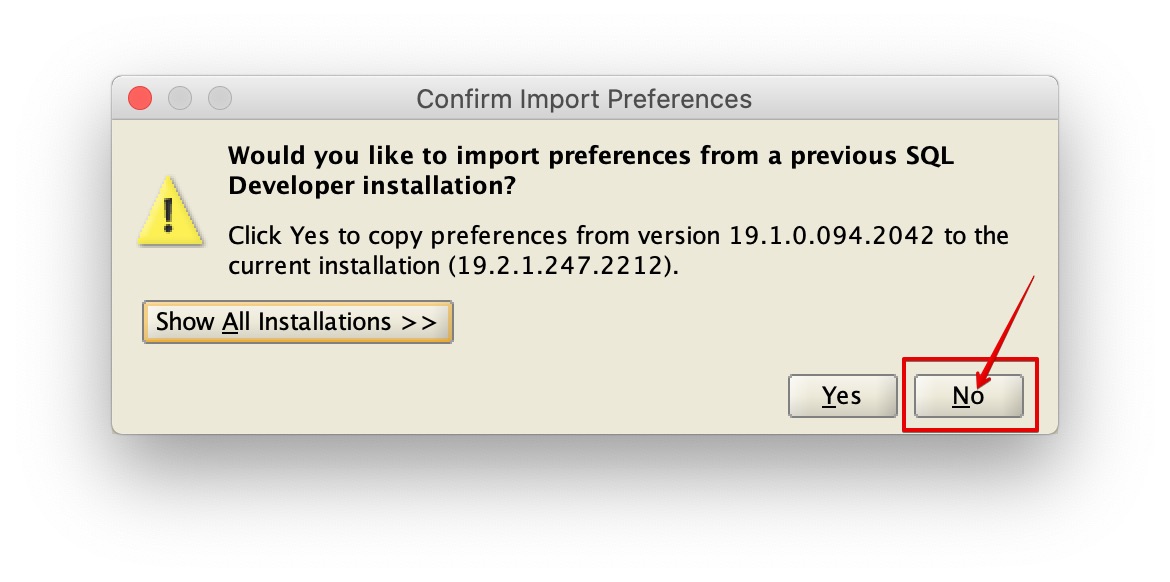 Confirm Import Preferences
Would you like to import preferences from a previous SQL
Developer installation?
Click Yes to copy preferences from version 19.1.0.094.2042 to the
current installation (19.2.1.247.2212).
Show All Installations >>
Yes
No